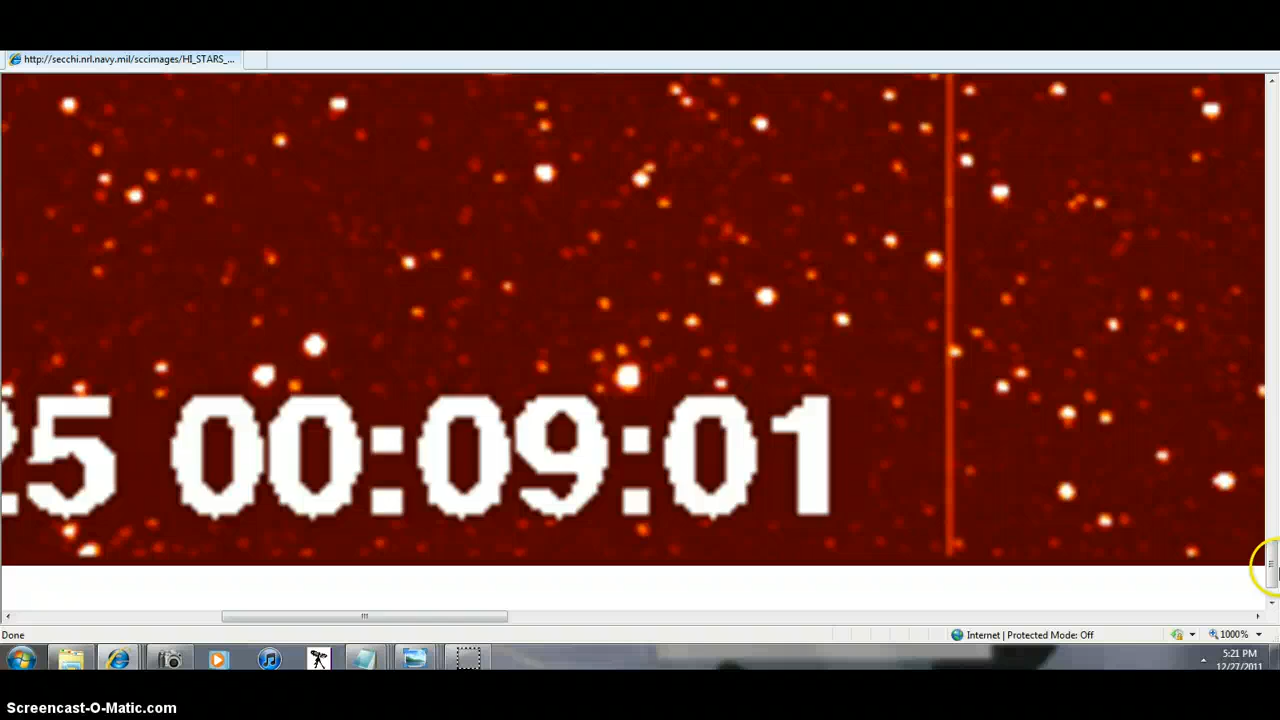 http://secchi.nrl.navy.mil/sccimages/HI_STARS_...
25 00:09:01
Done
Internet | Protected Mode: Off
1000%
5:21 PM
12/27/2011
Screencast-O-Matic.com